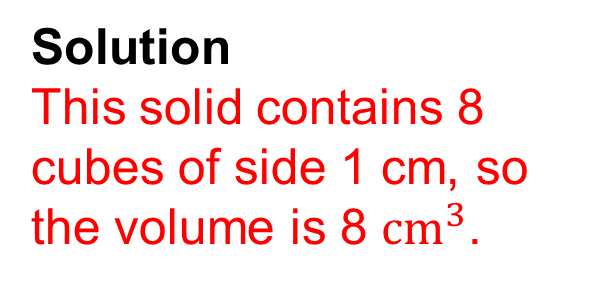 Solution
This solid contains 8
cubes of side 1 cm, so
the volume is 8 cm³.